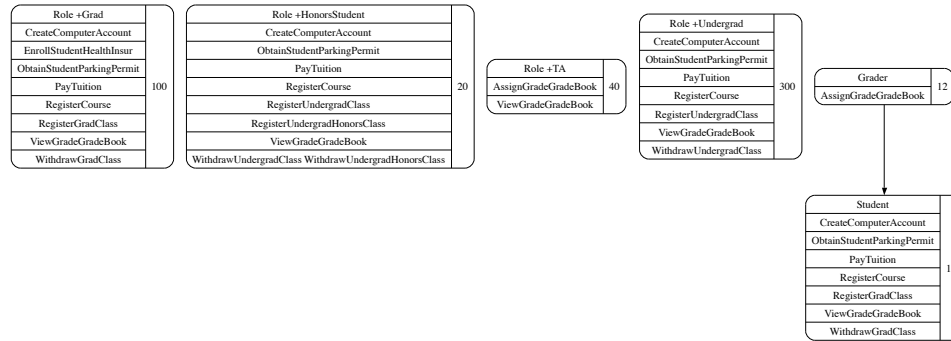 Role +Grad
CreateComputerAccount
EnrollStudentHealthInsur
ObtainStudentParkingPermit
PayTuition
RegisterCourse
RegisterGradClass
ViewGradeGradeBook
WithdrawGradClass
100
Role +HonorsStudent
CreateComputerAccount
ObtainStudentParkingPermit
PayTuition
RegisterCourse
RegisterUndergradClass
RegisterUndergradHonorsClass
ViewGradeGradeBook
WithdrawUndergradClass WithdrawUndergradHonorsClass
20
Role +TA
AssignGradeGradeBook
ViewGradeGradeBook
40
Role +Undergrad
CreateComputerAccount
ObtainStudentParkingPermit
PayTuition
RegisterCourse
RegisterUndergradClass
ViewGradeGradeBook
WithdrawUndergradClass
300
Grader
AssignGradeGradeBook
12
Student
CreateComputerAccount
ObtainStudentParkingPermit
PayTuition
RegisterCourse
RegisterGradClass
ViewGradeGradeBook
WithdrawGradClass